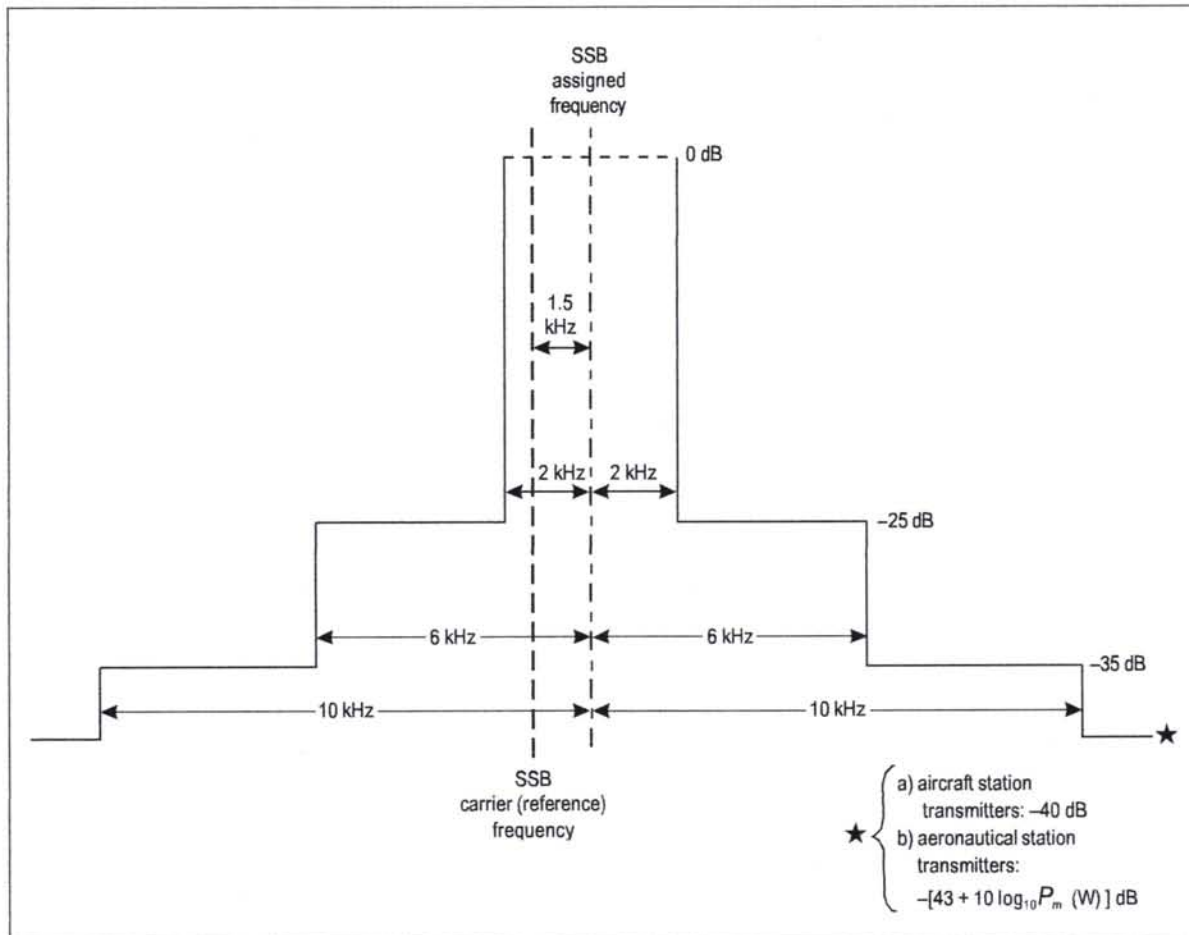 SSB
assigned
frequency
0 dB
1.5
kHz
2 kHz
2 kHz
–25 dB
6 kHz
6 kHz
–35 dB
10 kHz
10 kHz
★
SSB
carrier (reference)
frequency
★
a) aircraft station
transmitters: –40 dB
b) aeronautical station
transmitters:
–[43 + 10 log₁₀Pₘ (W) ] dB